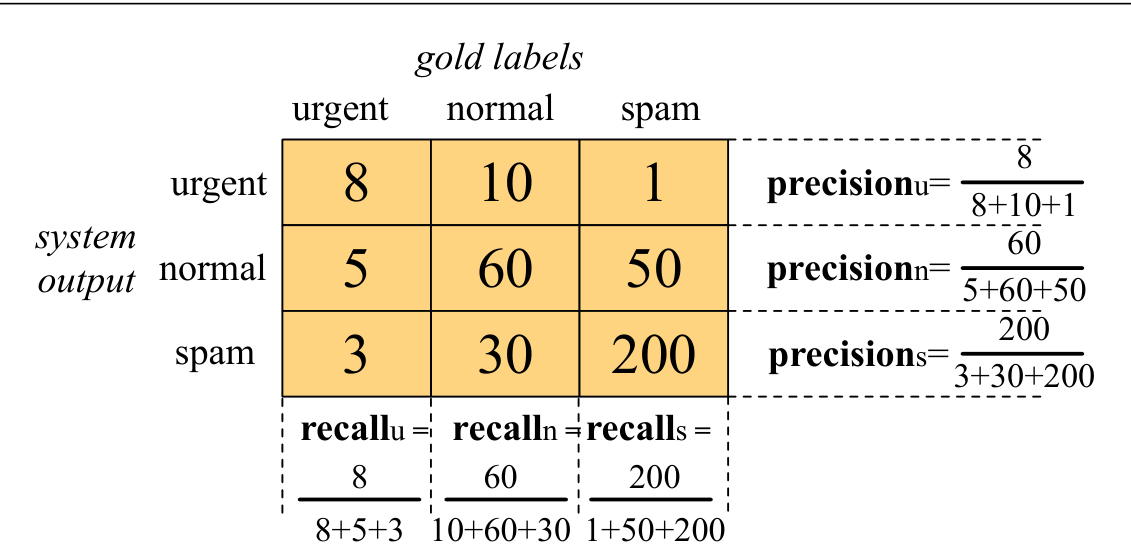 gold labels
urgent normal spam
urgent 8 10 1 precisionu= 8
8+10+1
system output
normal 5 60 50 precisionn= 60
5+60+50
spam 3 30 200 precisions= 200
3+30+200
recallu = recalln = recalls =
8 60 200
8+5+3 10+60+30 1+50+200